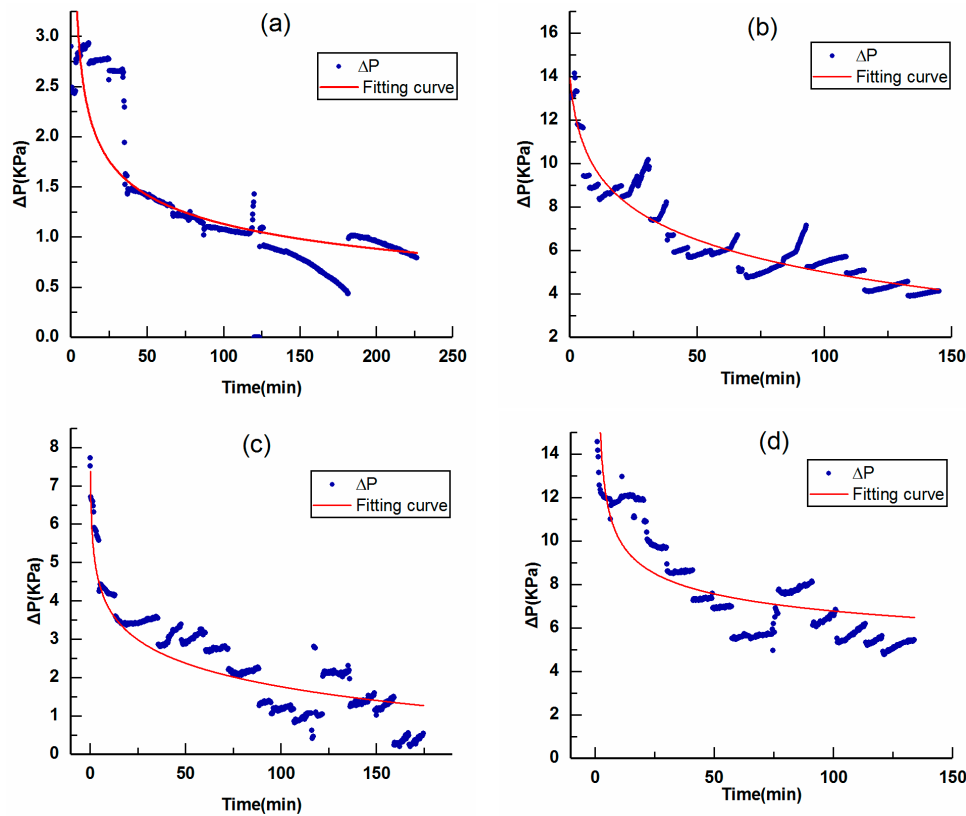 (a)
ΔP(KPa)
3.0
2.5
2.0
1.5
1.0
0.5
0.0
ΔP
Fitting curve
0 50 100 150 200 250
Time(min)
(b)
ΔP(KPa)
16
14
12
10
8
6
4
2
ΔP
Fitting curve
0 50 100 150
Time(min)
(c)
ΔP(KPa)
8
7
6
5
4
3
2
1
0
ΔP
Fitting curve
0 50 100 150
Time(min)
(d)
ΔP(KPa)
14
12
10
8
6
4
2
0
ΔP
Fitting curve
0 50 100 150
Time(min)